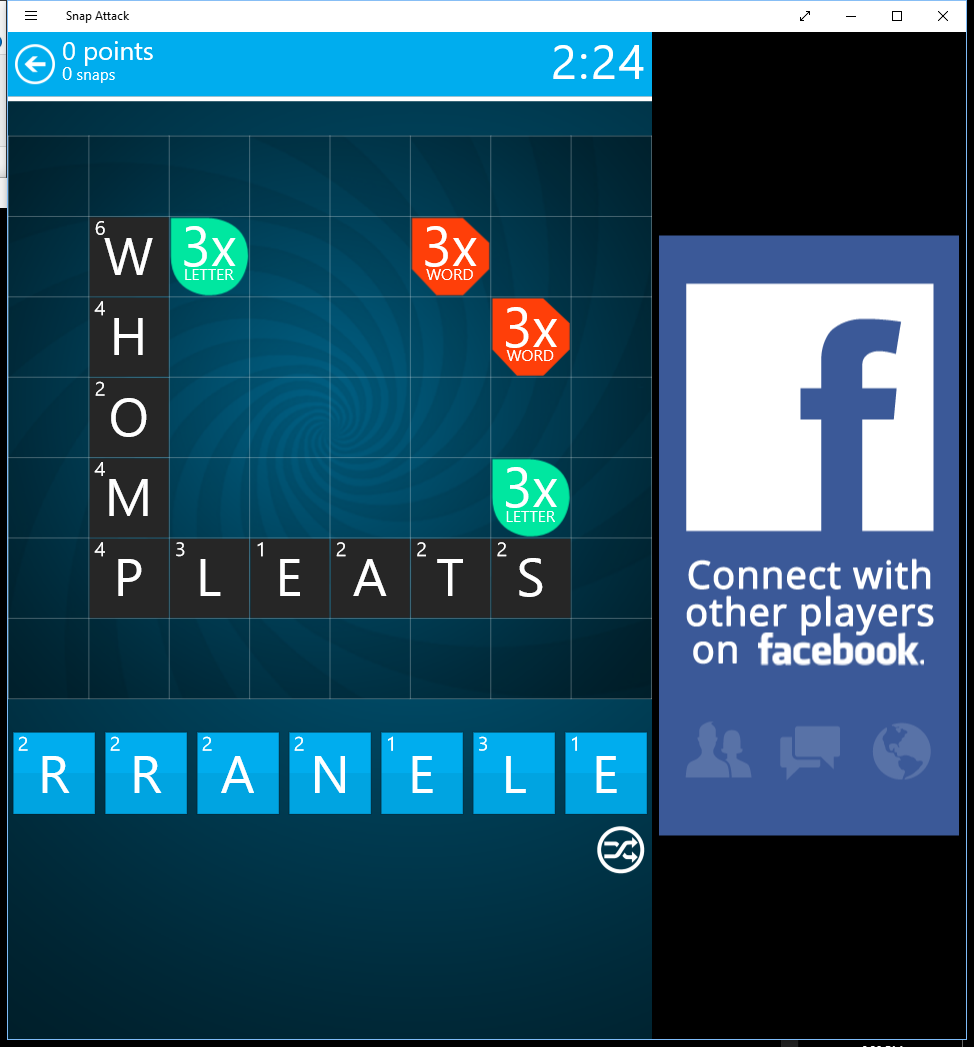 Snap Attack
0 points
0 snaps
2:24
6 W
3x
LETTER
3x
WORD
4 H
3x
WORD
2 O
4 M
3x
LETTER
4 P 3 L 1 E 2 A 2 T 2 S
2 R 2 R 2 A 2 N 1 E 3 L 1 E
f
Connect with
other players
on facebook.